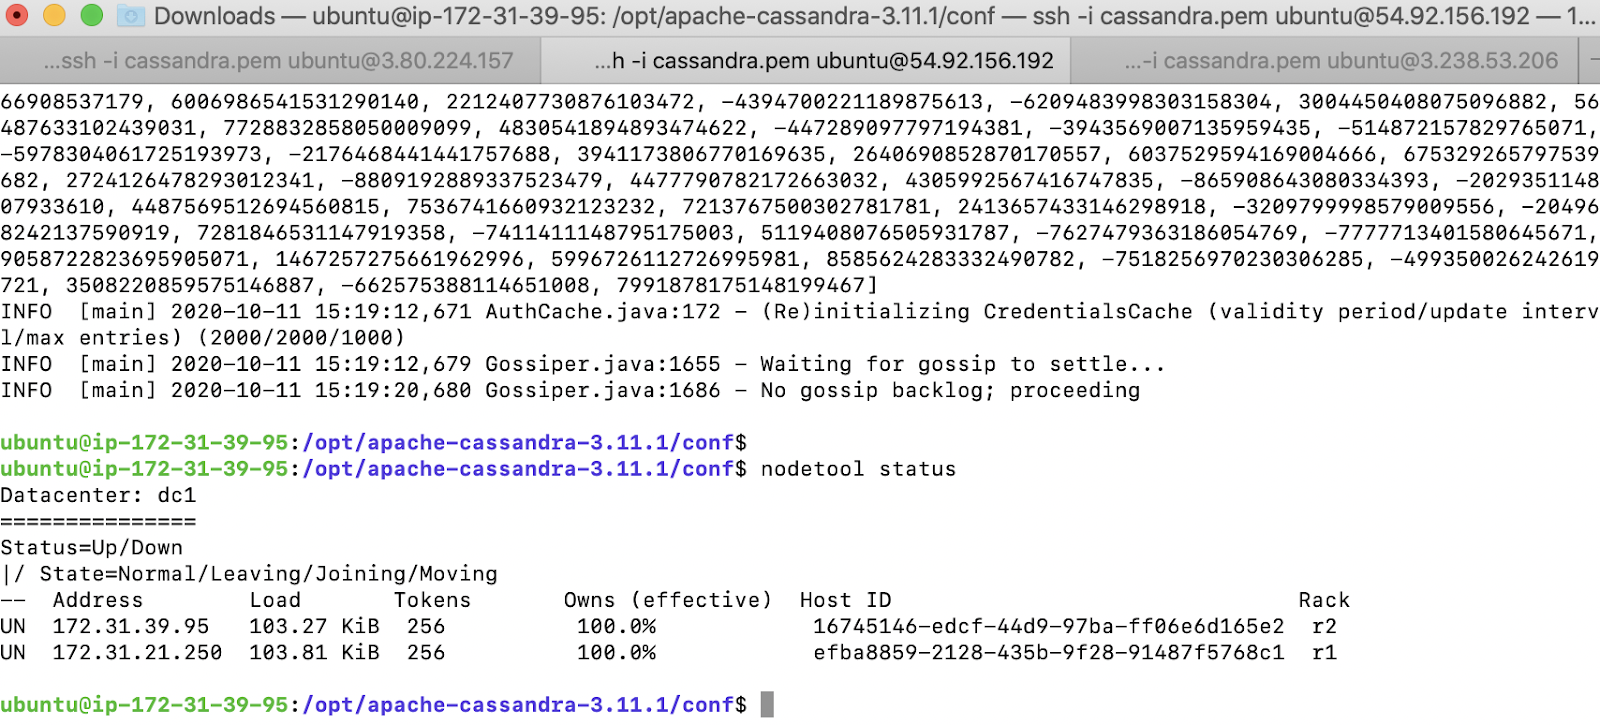 Downloads — ubuntu@ip-172-31-39-95: /opt/apache-cassandra-3.11.1/conf — ssh -i cassandra.pem ubuntu@54.92.156.192 — 1...
...ssh -i cassandra.pem ubuntu@3.80.224.157 ...h -i cassandra.pem ubuntu@54.92.156.192 ...-i cassandra.pem ubuntu@3.238.53.206
66908537179, 6006986541531290140, 2212407730876103472, -4394700221189875613, -6209483998303158304, 3004450408075096882, 56
487633102439031, 7728832858050009099, 4830541894893474622, -447289097797194381, -3943569007135959435, -514872157829765071,
-5978304061725193973, -2176468441441757688, 3941173806770169635, 2640690852870170557, 6037529594169004666, 675329265797539
682, 2724126478293012341, -8809192889337523479, 4477790782172663032, 4305992567416747835, -865908643080334393, -2029351148
07933610, 4487569512694560815, 7536741660932123232, 7213767500302781781, 2413657433146298918, -3209799998579009556, -20496
8242137590919, 7281846531147919358, -7411411148795175003, 5119408076505931787, -7627479363186054769, -7777713401580645671,
9058722823695905071, 1467257275661962996, 5996726112726995981, 8585624283332490782, -7518256970230306285, -499350026242619
721, 3508220859575146887, -662575388114651008, 7991878175148199467]
INFO  [main] 2020-10-11 15:19:12,671 AuthCache.java:172 - (Re)initializing CredentialsCache (validity period/update interv
l/max entries) (2000/2000/1000)
INFO  [main] 2020-10-11 15:19:12,679 Gossiper.java:1655 - Waiting for gossip to settle...
INFO  [main] 2020-10-11 15:19:20,680 Gossiper.java:1686 - No gossip backlog; proceeding
ubuntu@ip-172-31-39-95:/opt/apache-cassandra-3.11.1/conf$
ubuntu@ip-172-31-39-95:/opt/apache-cassandra-3.11.1/conf$ nodetool status
Datacenter: dc1
===============
Status=Up/Down
|/ State=Normal/Leaving/Joining/Moving
--  Address        Load       Tokens       Owns (effective)  Host ID                               Rack
UN  172.31.39.95   103.27 KiB  256          100.0%            16745146-edcf-44d9-97ba-ff06e6d165e2  r2
UN  172.31.21.250  103.81 KiB  256          100.0%            efba8859-2128-435b-9f28-91487f5768c1  r1
ubuntu@ip-172-31-39-95:/opt/apache-cassandra-3.11.1/conf$